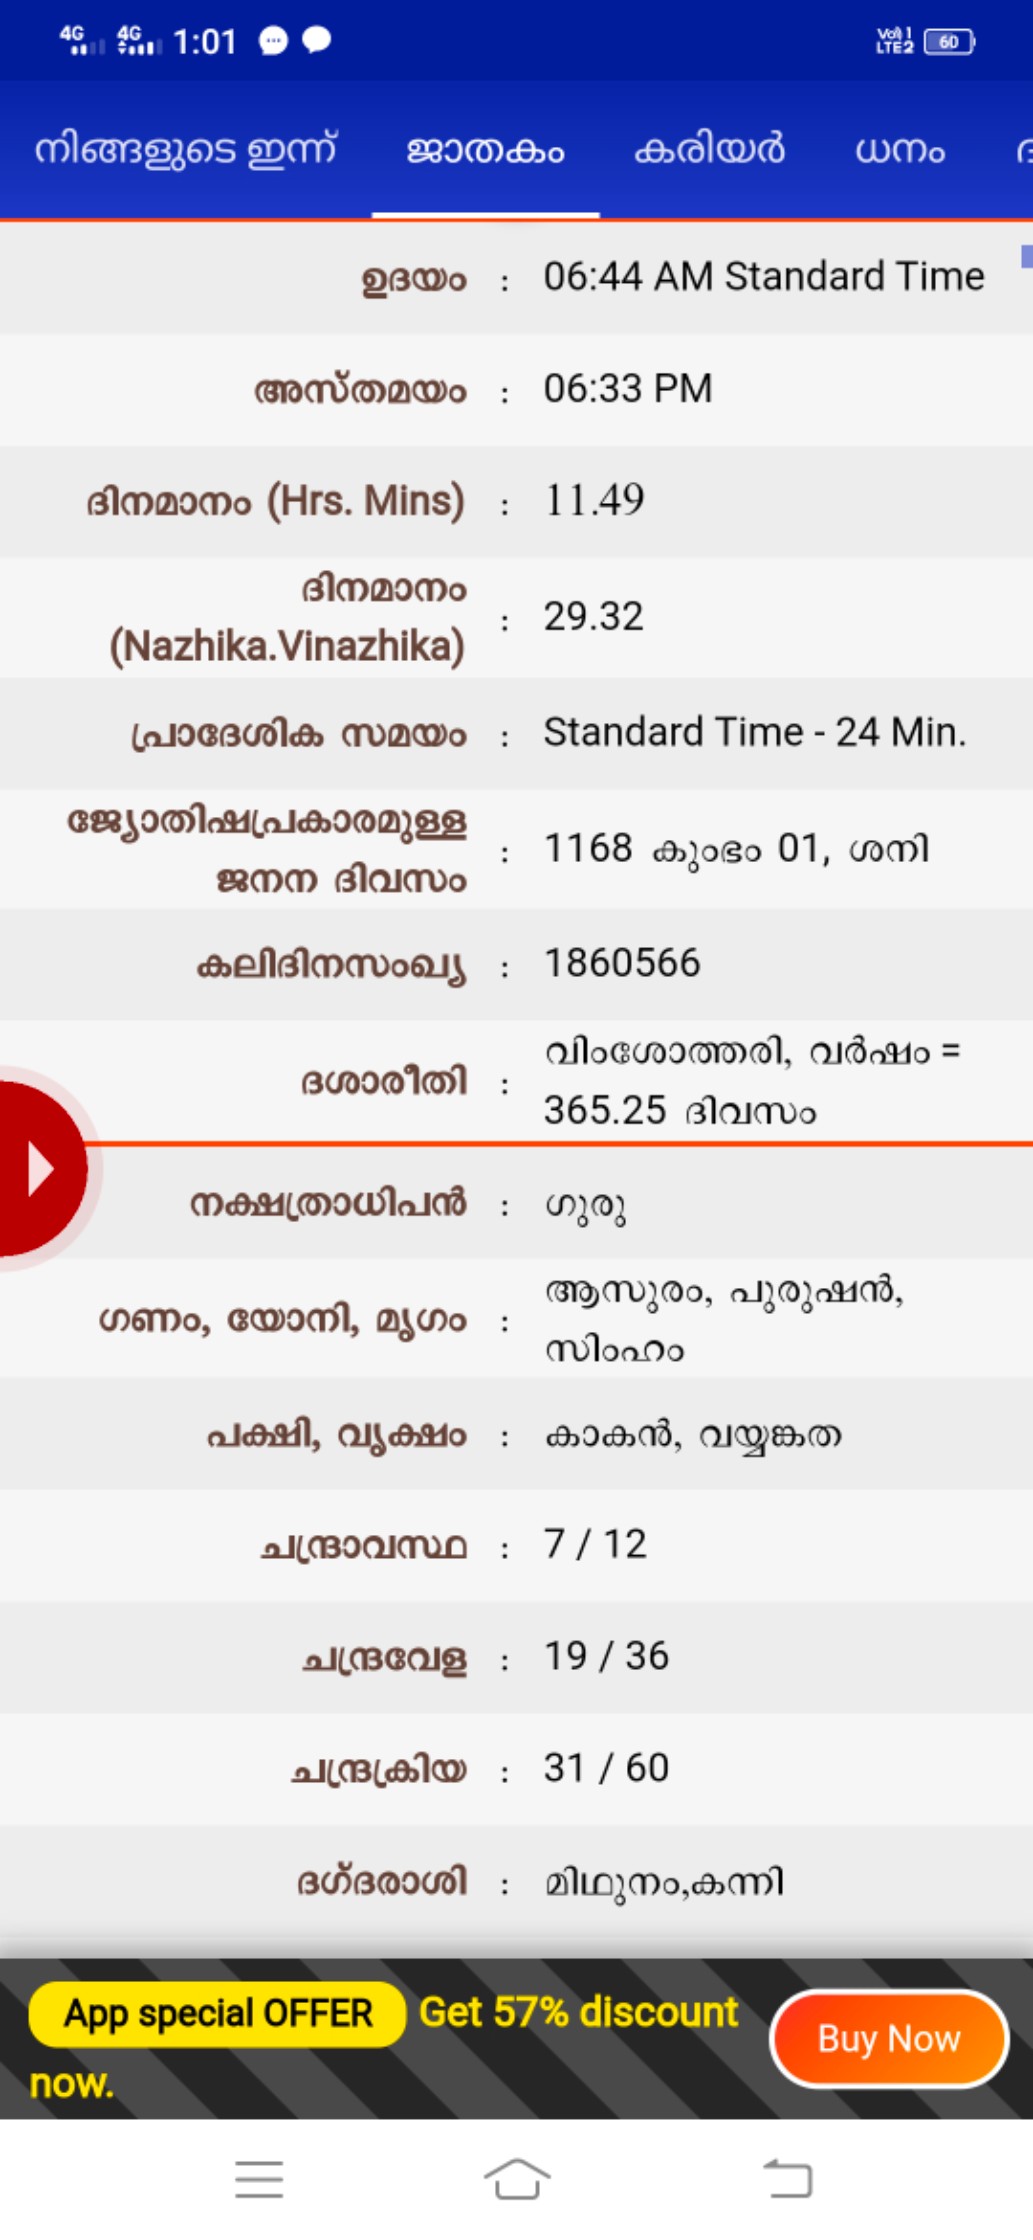 4G 4G 1:01 Vo) 1 LTE2 60
നിങ്ങളുടെ ഇന്ന് ജാതകം കരിയർ ധനം
ഉദയം : 06:44 AM Standard Time
അസ്തമയം : 06:33 PM
ദിനമാനം (Hrs. Mins) : 11.49
ദിനമാനം
(Nazhika.Vinazhika) : 29.32
പ്രാദേശിക സമയം : Standard Time - 24 Min.
ജ്യോതിഷപ്രകാരമുള്ള
ജനന ദിവസം : 1168 കുംഭം 01, ശനി
കലിദിനസംഖ്യ : 1860566
ദശാരീതി : വിംശോത്തരി, വർഷം =
365.25 ദിവസം
നക്ഷത്രാധിപൻ : ഗുരു
ഗണം, യോനി, മൃഗം : ആസുരം, പുരുഷൻ,
സിംഹം
പക്ഷി, വൃക്ഷം : കാകൻ, വയ്യങ്കത
ചന്ദ്രാവസ്ഥ : 7 / 12
ചന്ദ്രവേള : 19 / 36
ചന്ദ്രക്രിയ : 31 / 60
ദഗ്ദരാശി : മിഥുനം,കന്നി
App special OFFER Get 57% discount
now.
Buy Now